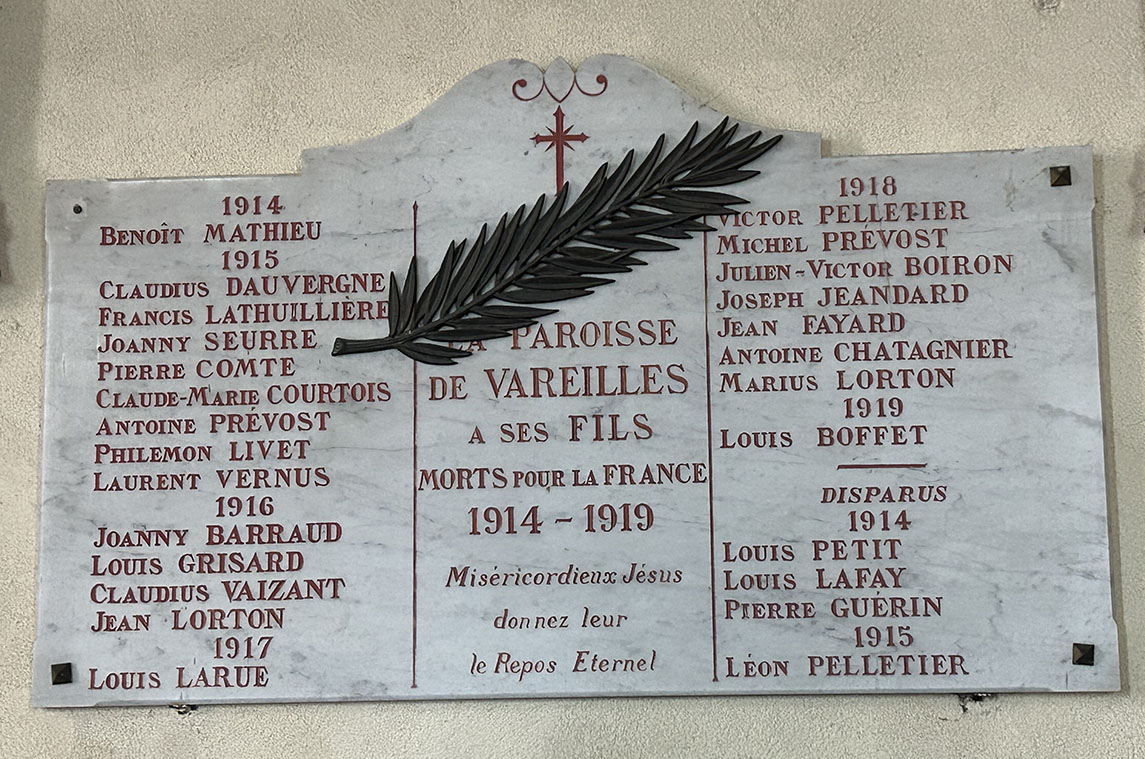 1914
BENOÎT MATHIEU
1915
CLAUDIUS DAUVERGNE
FRANCIS LATHUILLIÈRE
JOANNY SEURRE
PIERRE COMTE
CLAUDE-MARIE COURTOIS
ANTOINE PRÉVOST
PHILEMON LIVET
LAURENT VERNUS
1916
JOANNY BARRAUD
LOUIS GRISARD
CLAUDIUS VAIZANT
JEAN LORTON
1917
LOUIS LARUE
LA PAROISSE
DE VAREILLES
A SES FILS
MORTS POUR LA FRANCE
1914 - 1919
Miséricordieux Jésus
donnez leur
le Repos Eternel
1918
VICTOR PELLETIER
MICHEL PRÉVOST
JULIEN-VICTOR BOIRON
JOSEPH JEANDARD
JEAN FAYARD
ANTOINE CHATAGNIER
MARIUS LORTON
1919
LOUIS BOFFET
DISPARUS
1914
LOUIS PETIT
LOUIS LAFAY
PIERRE GUÉRIN
1915
LÉON PELLETIER